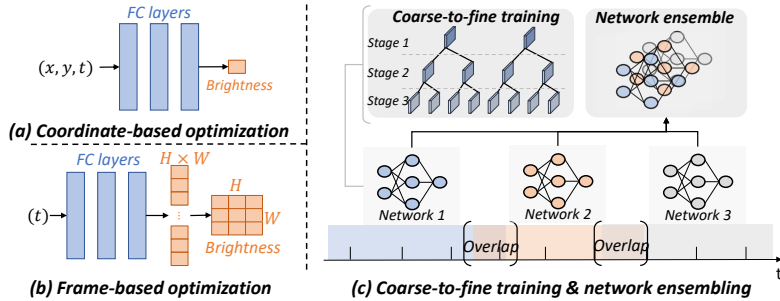 FC layers
(x, y, t)
Brightness
(a) Coordinate-based optimization
FC layers
H × W
H
(t)
W
Brightness
(b) Frame-based optimization
Coarse-to-fine training
Network ensemble
Stage 1
Stage 2
Stage 3
Network 1
Network 2
Network 3
Overlap
Overlap
t
(c) Coarse-to-fine training & network ensembling